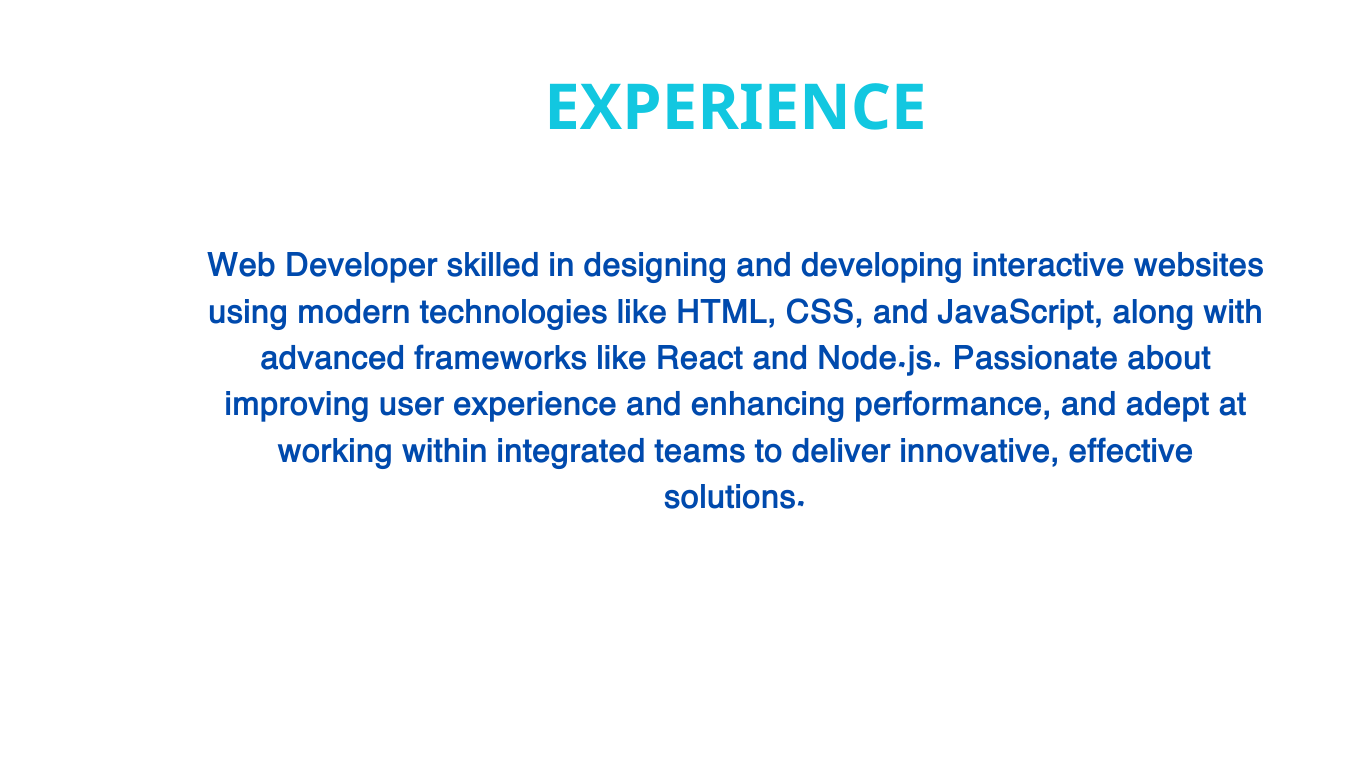 EXPERIENCE
Web Developer skilled in designing and developing interactive websites
using modern technologies like HTML, CSS, and JavaScript, along with
advanced frameworks like React and Node.js. Passionate about
improving user experience and enhancing performance, and adept at
working within integrated teams to deliver innovative, effective
solutions.